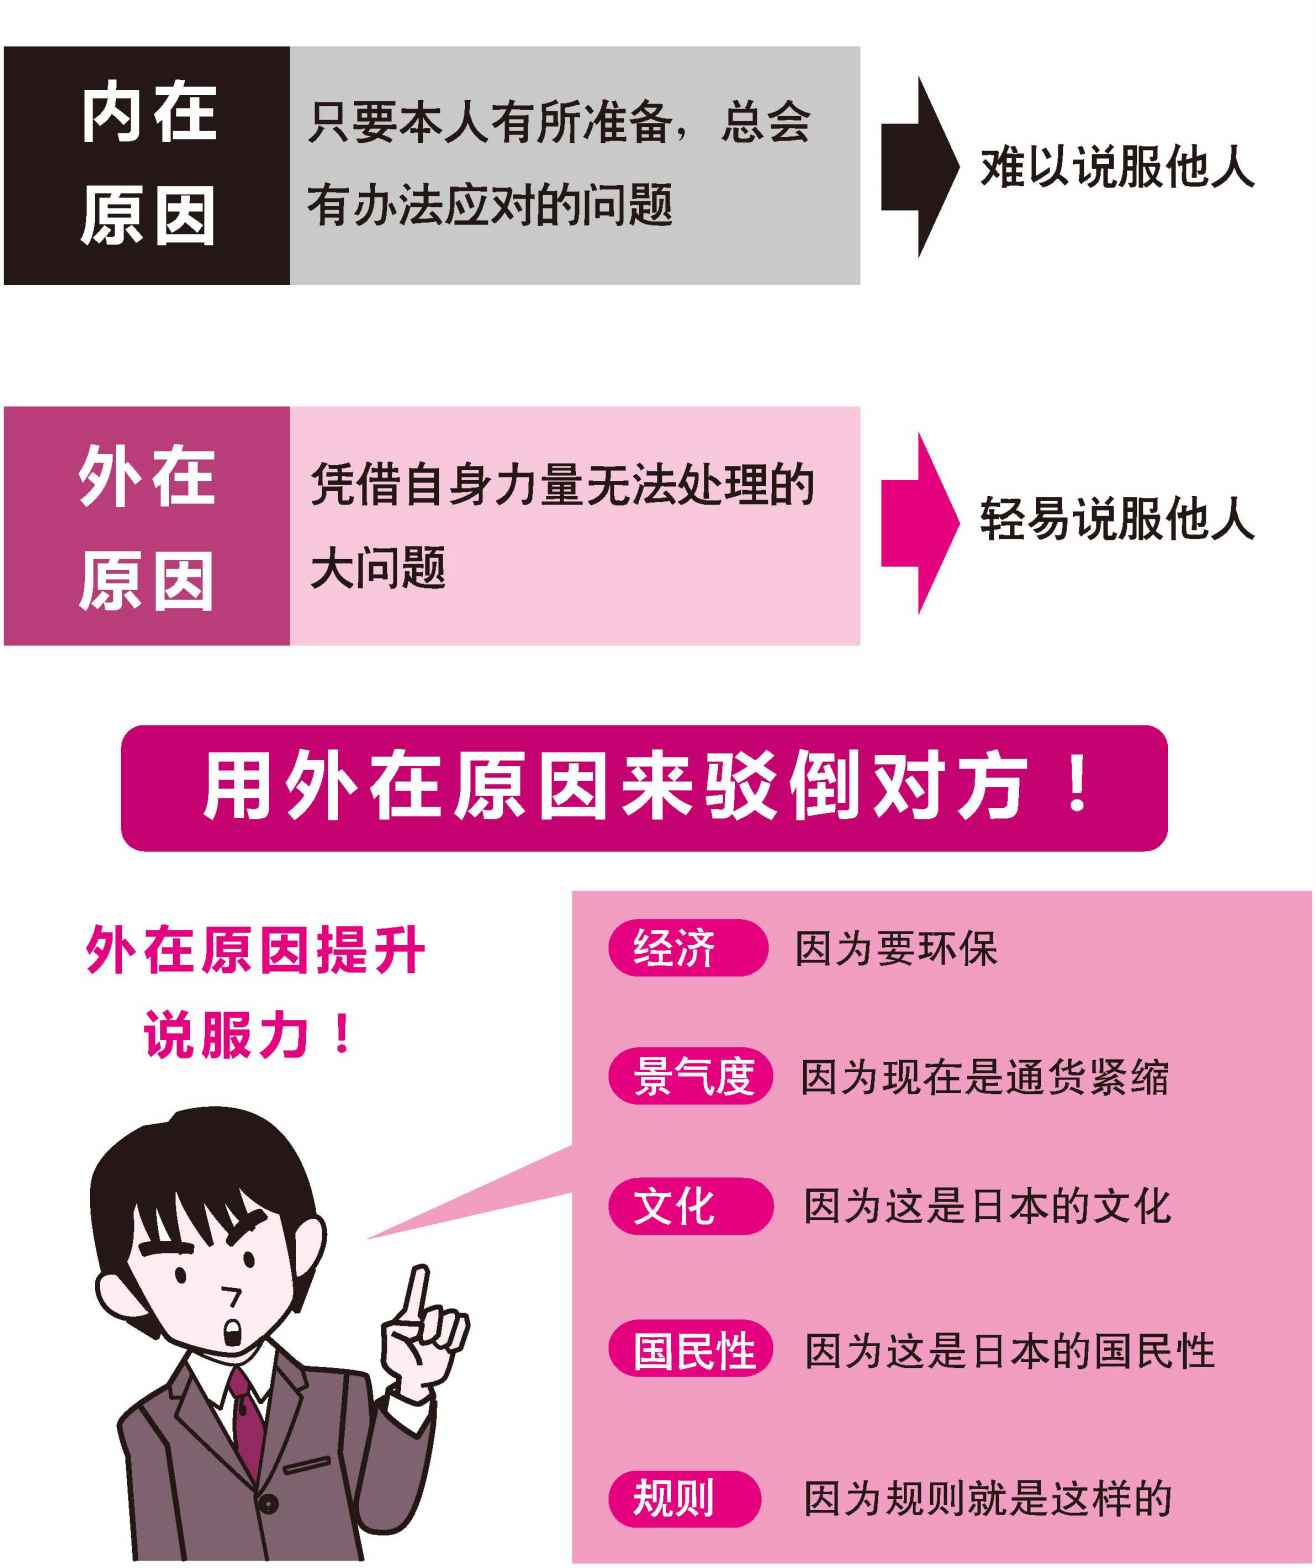 内在
原因
只要本人有所准备，总会
有办法应对的问题
难以说服他人
外在
原因
凭借自身力量无法处理的
大问题
轻易说服他人
用外在原因来驳倒对方！
外在原因提升
说服力！
经济 因为要环保
景气度 因为现在是通货紧缩
文化 因为这是日本的文化
国民性 因为这是日本的国民性
规则 因为规则就是这样的